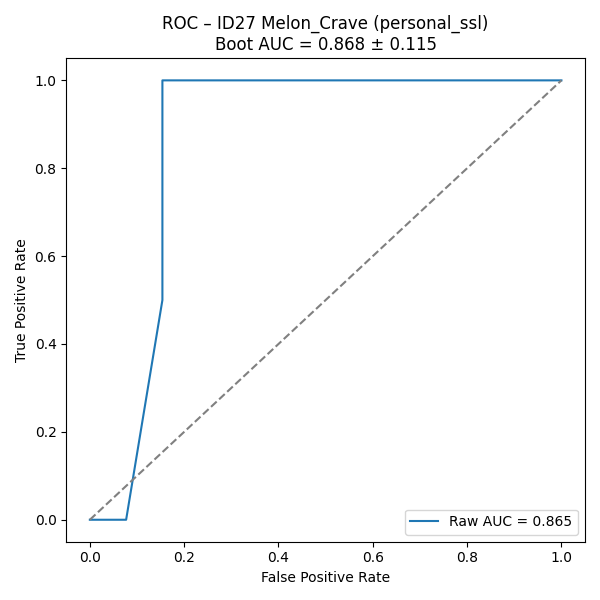 ROC – ID27 Melon_Crave (personal_ssl)
Boot AUC = 0.868 ± 0.115
True Positive Rate
1.0
0.8
0.6
0.4
0.2
0.0
Raw AUC = 0.865
0.0 0.2 0.4 0.6 0.8 1.0
False Positive Rate